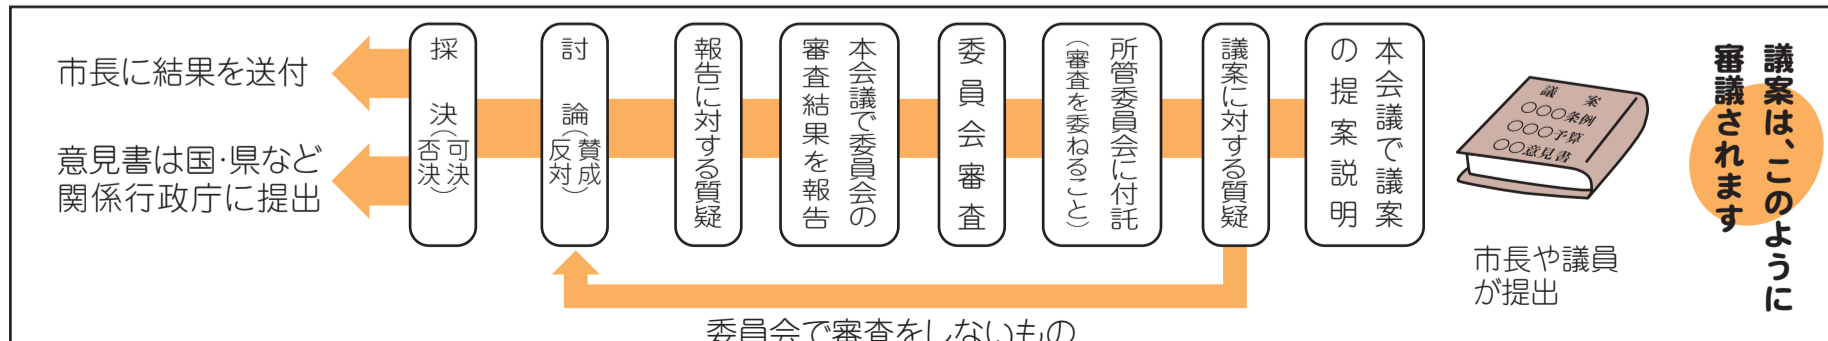 議案は、このように
審議されます
議案
○○○条例
○○○予算
○○意見書
市長や議員
が提出
本会議で議案
の提案説明
議案に対する質疑
所管委員会に付託
(審査を委ねること)
委員会審査
本会議で委員会の
審査結果を報告
報告に対する質疑
討論(賛成
反対)
採決(可決
否決)
市長に結果を送付
意見書は国・県など
関係行政庁に提出
委員会で審査をしないもの